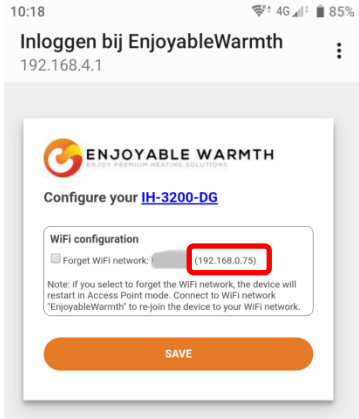 10:18 4G 85%
Inloggen bij EnjoyableWarmth
192.168.4.1
ENJOYABLE WARMTH
ENJOY PREMIUM HEATING SOLUTIONS
Configure your IH-3200-DG
WiFi configuration
Forget WiFi network: (192.168.0.75)
Note: if you select to forget the WiFi network, the device will
restart in Access Point mode. Connect to WiFi network
"EnjoyableWarmth" to re-join the device to your WiFi network.
SAVE